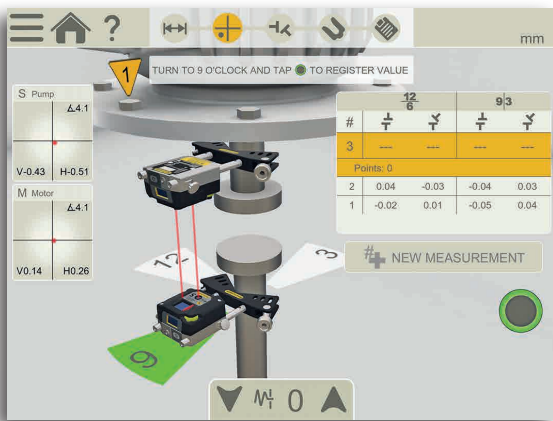 ?
mm
1
TURN TO 9 O'CLOCK AND TAP TO REGISTER VALUE
S Pump
∡4.1
V-0.43 H-0.51
M Motor
∡4.1
V0.14 H0.26
12
6
9 3
#
3 --- --- --- ---
Points: 0
2 0.04 -0.03 -0.04 0.03
1 -0.02 0.01 -0.05 0.04
# NEW MEASUREMENT
12
3
9
0